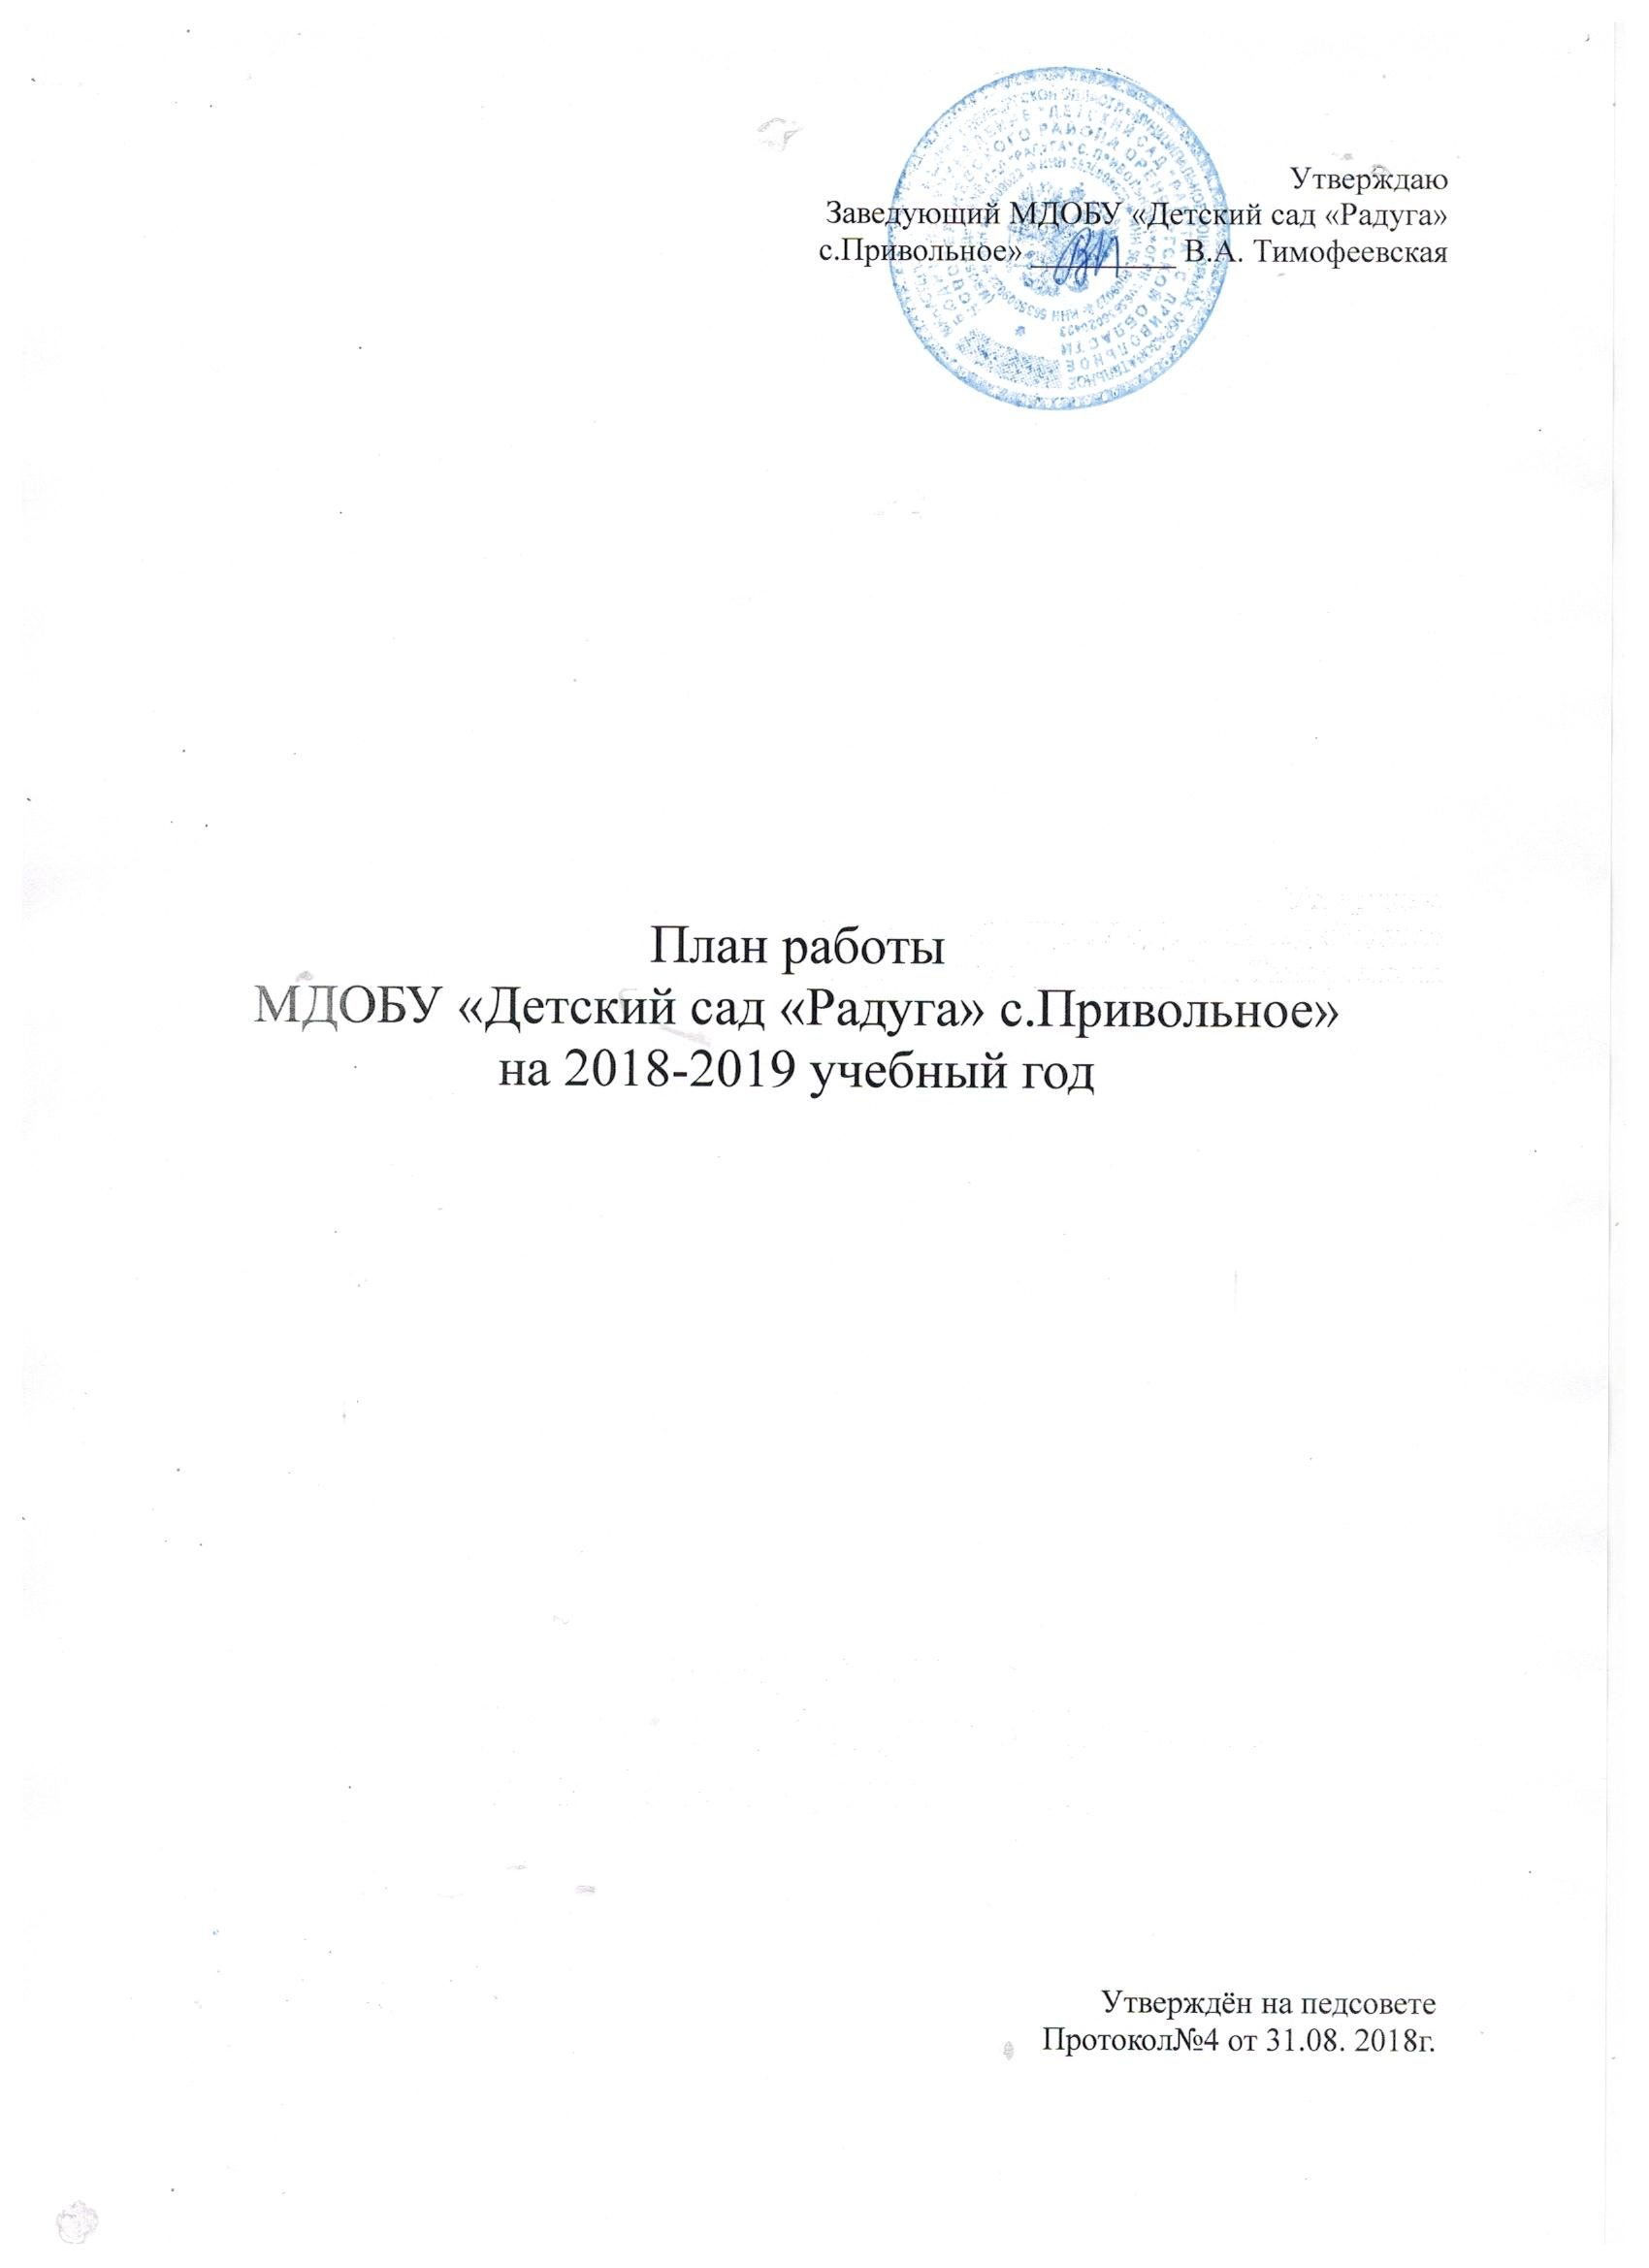 Утверждаю
Заведующий МДОБУ «Детский сад «Радуга»
с.Привольное» _________ В.А. Тимофеевская
План работы
МДОБУ «Детский сад «Радуга» с.Привольное»
на 2018-2019 учебный год
Утверждён на педсовете
Протокол№4 от 31.08. 2018г.